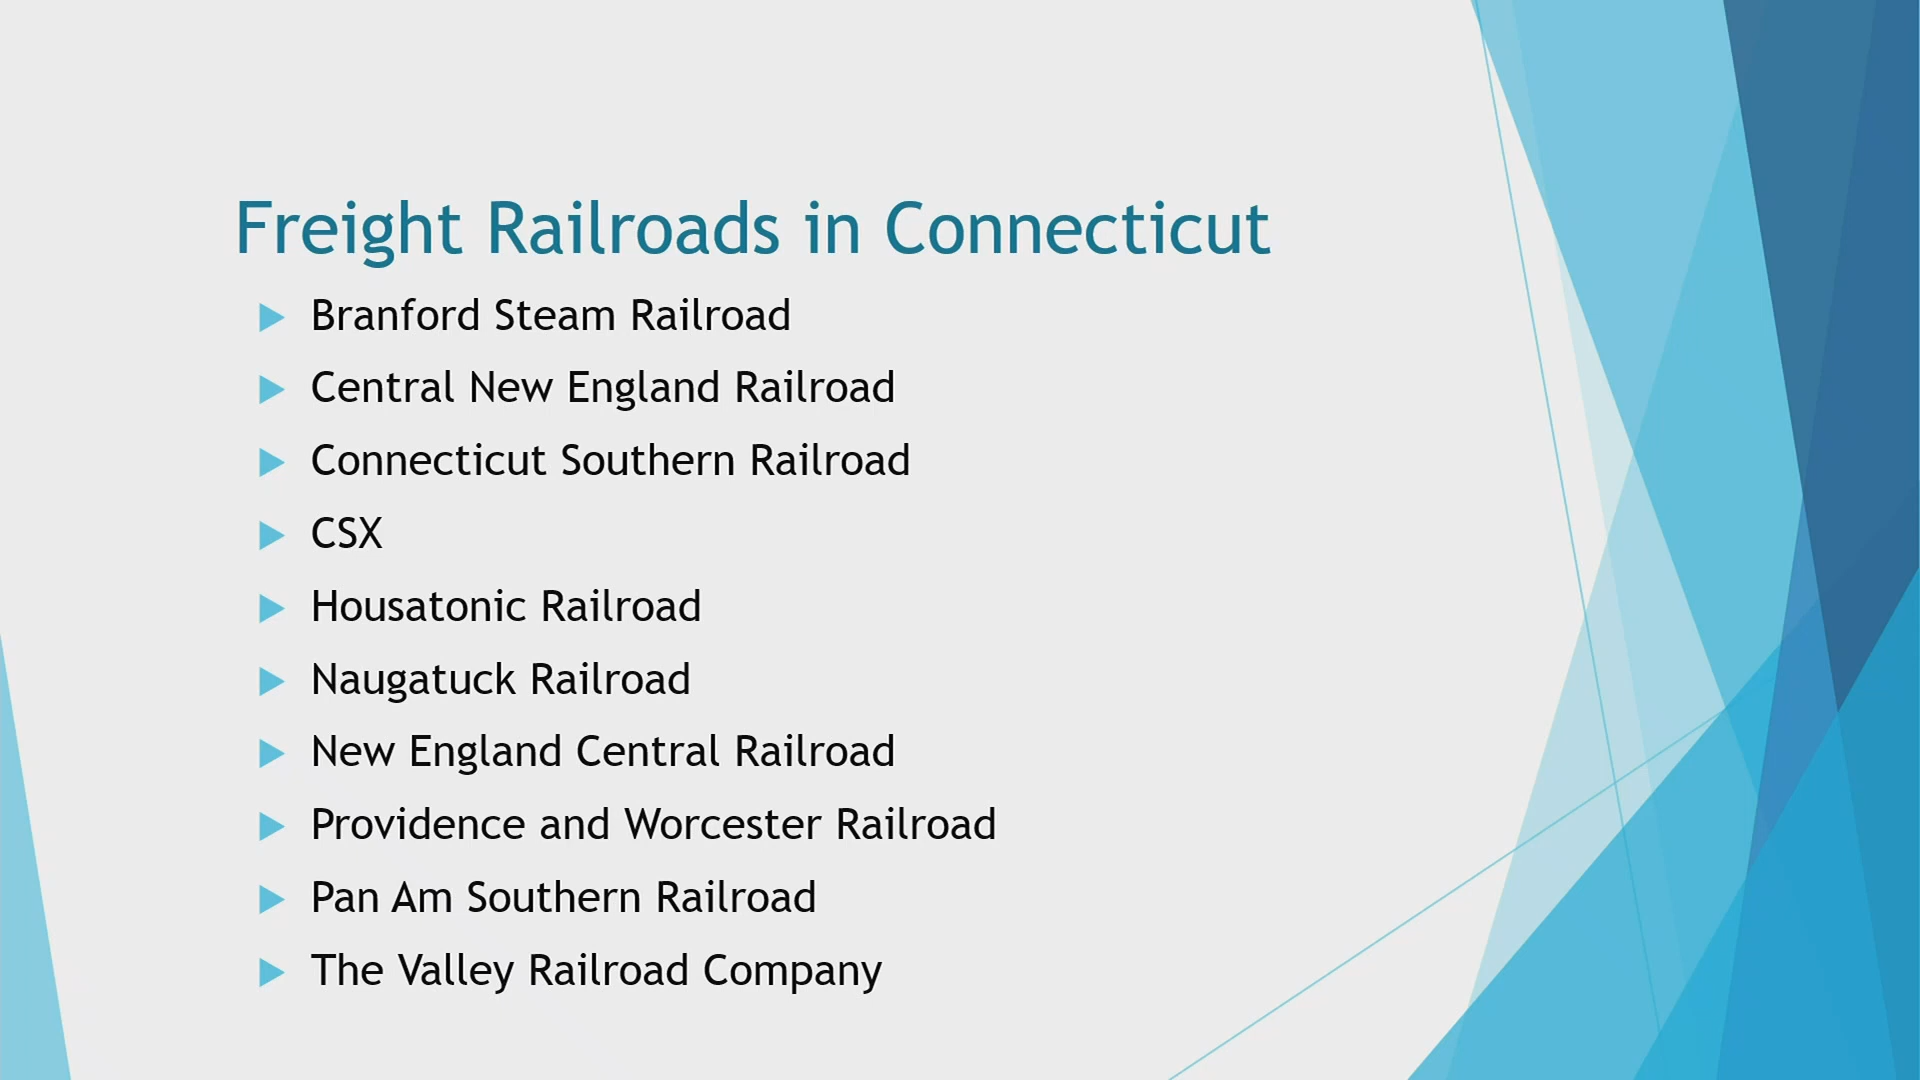 Freight Railroads in Connecticut
Branford Steam Railroad
Central New England Railroad
Connecticut Southern Railroad
CSX
Housatonic Railroad
Naugatuck Railroad
New England Central Railroad
Providence and Worcester Railroad
Pan Am Southern Railroad
The Valley Railroad Company